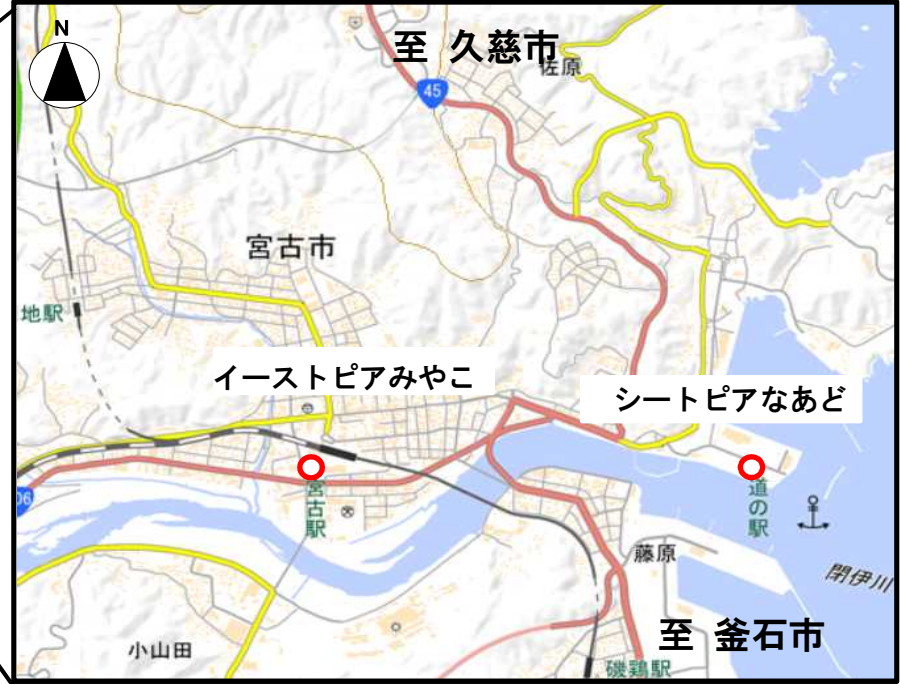 N
至 久慈市
佐原
45
宮古市
地駅
イーストピアみやこ
シートピアなあど
06
宮古駅
道の駅
藤原
閉伊川
至 釜石市
小山田
磯鶏駅